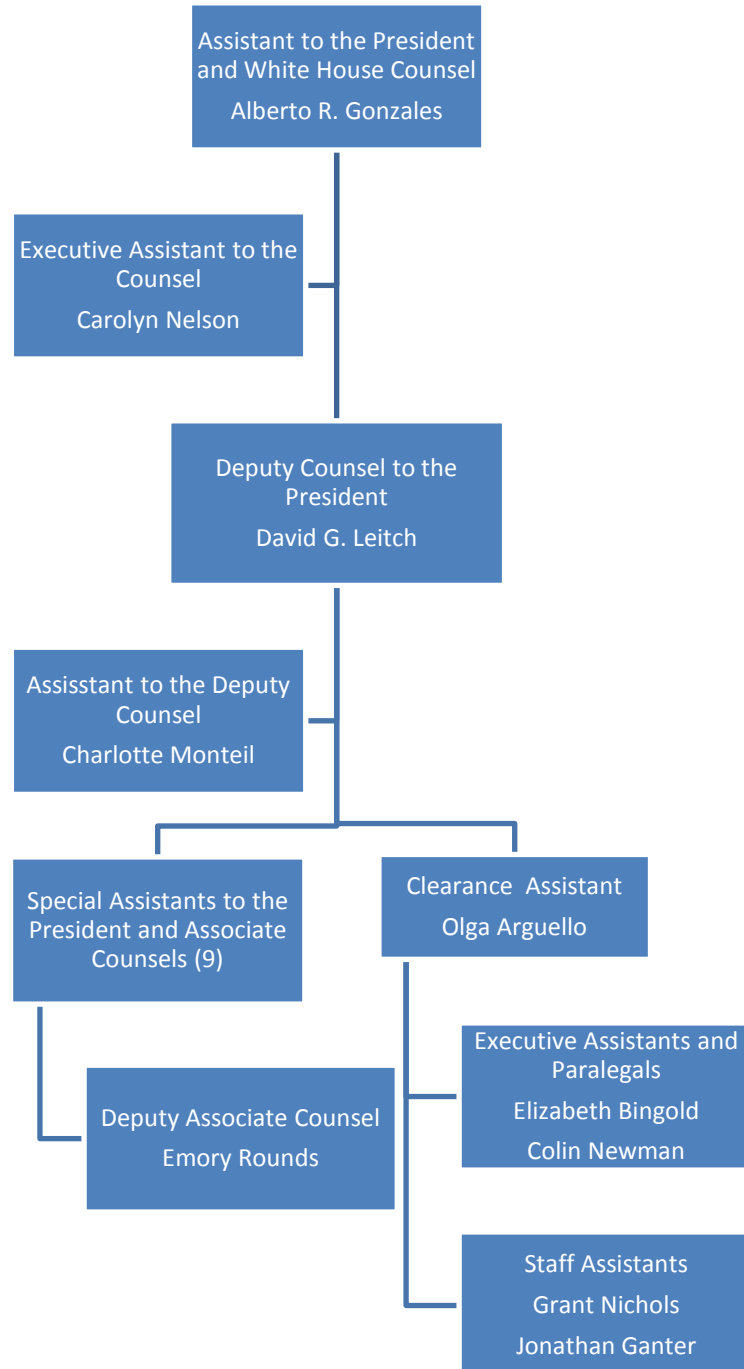 Assistant to the President
and White House Counsel
Alberto R. Gonzales
Executive Assistant to the
Counsel
Carolyn Nelson
Deputy Counsel to the
President
David G. Leitch
Assisstant to the Deputy
Counsel
Charlotte Monteil
Special Assistants to the
President and Associate
Counsels (9)
Clearance Assistant
Olga Arguello
Executive Assistants and
Paralegals
Elizabeth Bingold
Colin Newman
Deputy Associate Counsel
Emory Rounds
Staff Assistants
Grant Nichols
Jonathan Ganter